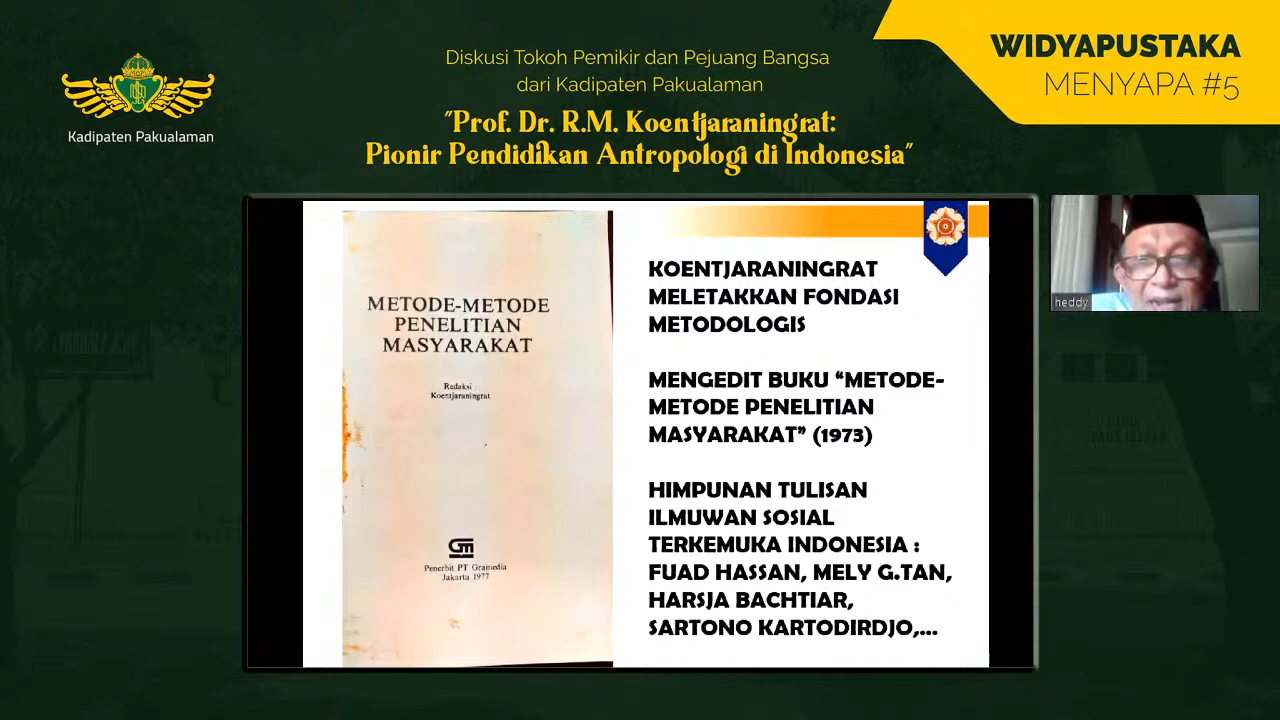 Diskusi Tokoh Pemikir dan Pejuang Bangsa
dari Kadipaten Pakualaman
"Prof. Dr. R.M. Koentjaraningrat:
Pionir Pendidikan Antropologi di Indonesia"
WIDYAPUSTAKA
MENYAPA #5
Kadipaten Pakualaman
METODE-METODE
PENELITIAN
MASYARAKAT
Redaksi :
Koentjaraningrat
Penerbit PT Gramedia
Jakarta 1977
KOENTJARANINGRAT
MELETAKKAN FONDASI
METODOLOGIS
MENGEDIT BUKU “METODE-
METODE PENELITIAN
MASYARAKAT” (1973)
HIMPUNAN TULISAN
ILMUWAN SOSIAL
TERKEMUKA INDONESIA :
FUAD HASSAN, MELY G.TAN,
HARSJA BACHTIAR,
SARTONO KARTODIRDJO,...
heddy